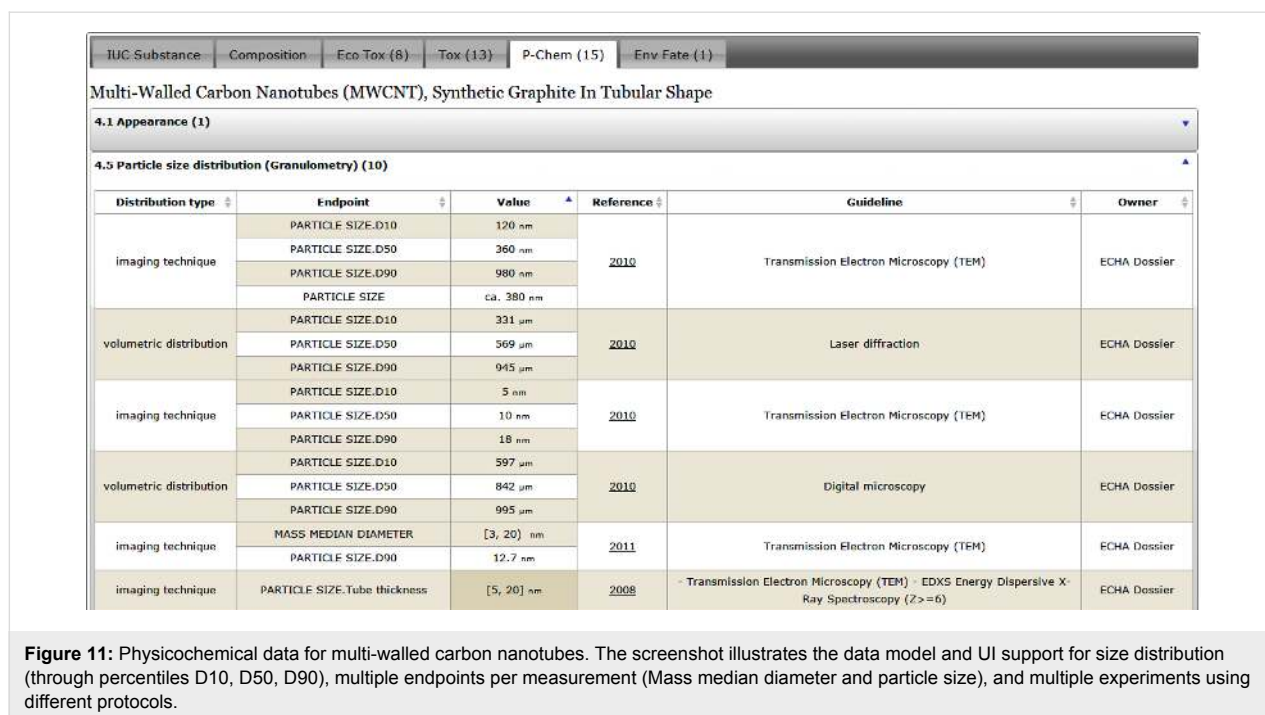 IUC Substance Composition Eco Tox (8) Tox (13) P-Chem (15) Env Fate (1)
Multi-Walled Carbon Nanotubes (MWCNT), Synthetic Graphite In Tubular Shape
4.1 Appearance (1)
4.5 Particle size distribution (Granulometry) (10)
Distribution type Endpoint Value Reference Guideline Owner
imaging technique
PARTICLE SIZE.D10 120 nm
PARTICLE SIZE.D50 360 nm
PARTICLE SIZE.D90 980 nm
PARTICLE SIZE ca. 380 nm
2010 Transmission Electron Microscopy (TEM) ECHA Dossier
volumetric distribution
PARTICLE SIZE.D10 331 µm
PARTICLE SIZE.D50 569 µm
PARTICLE SIZE.D90 945 µm
2010 Laser diffraction ECHA Dossier
imaging technique
PARTICLE SIZE.D10 5 nm
PARTICLE SIZE.D50 10 nm
PARTICLE SIZE.D90 18 nm
2010 Transmission Electron Microscopy (TEM) ECHA Dossier
volumetric distribution
PARTICLE SIZE.D10 597 µm
PARTICLE SIZE.D50 842 µm
PARTICLE SIZE.D90 995 µm
2010 Digital microscopy ECHA Dossier
imaging technique
MASS MEDIAN DIAMETER [3, 20) nm
PARTICLE SIZE.D90 12.7 nm
2011 Transmission Electron Microscopy (TEM) ECHA Dossier
imaging technique PARTICLE SIZE.Tube thickness [5, 20] nm 2008
- Transmission Electron Microscopy (TEM) - EDXS Energy Dispersive X-
Ray Spectroscopy (Z>=6)
ECHA Dossier
Figure 11: Physicochemical data for multi-walled carbon nanotubes. The screenshot illustrates the data model and UI support for size distribution
(through percentiles D10, D50, D90), multiple endpoints per measurement (Mass median diameter and particle size), and multiple experiments using
different protocols.